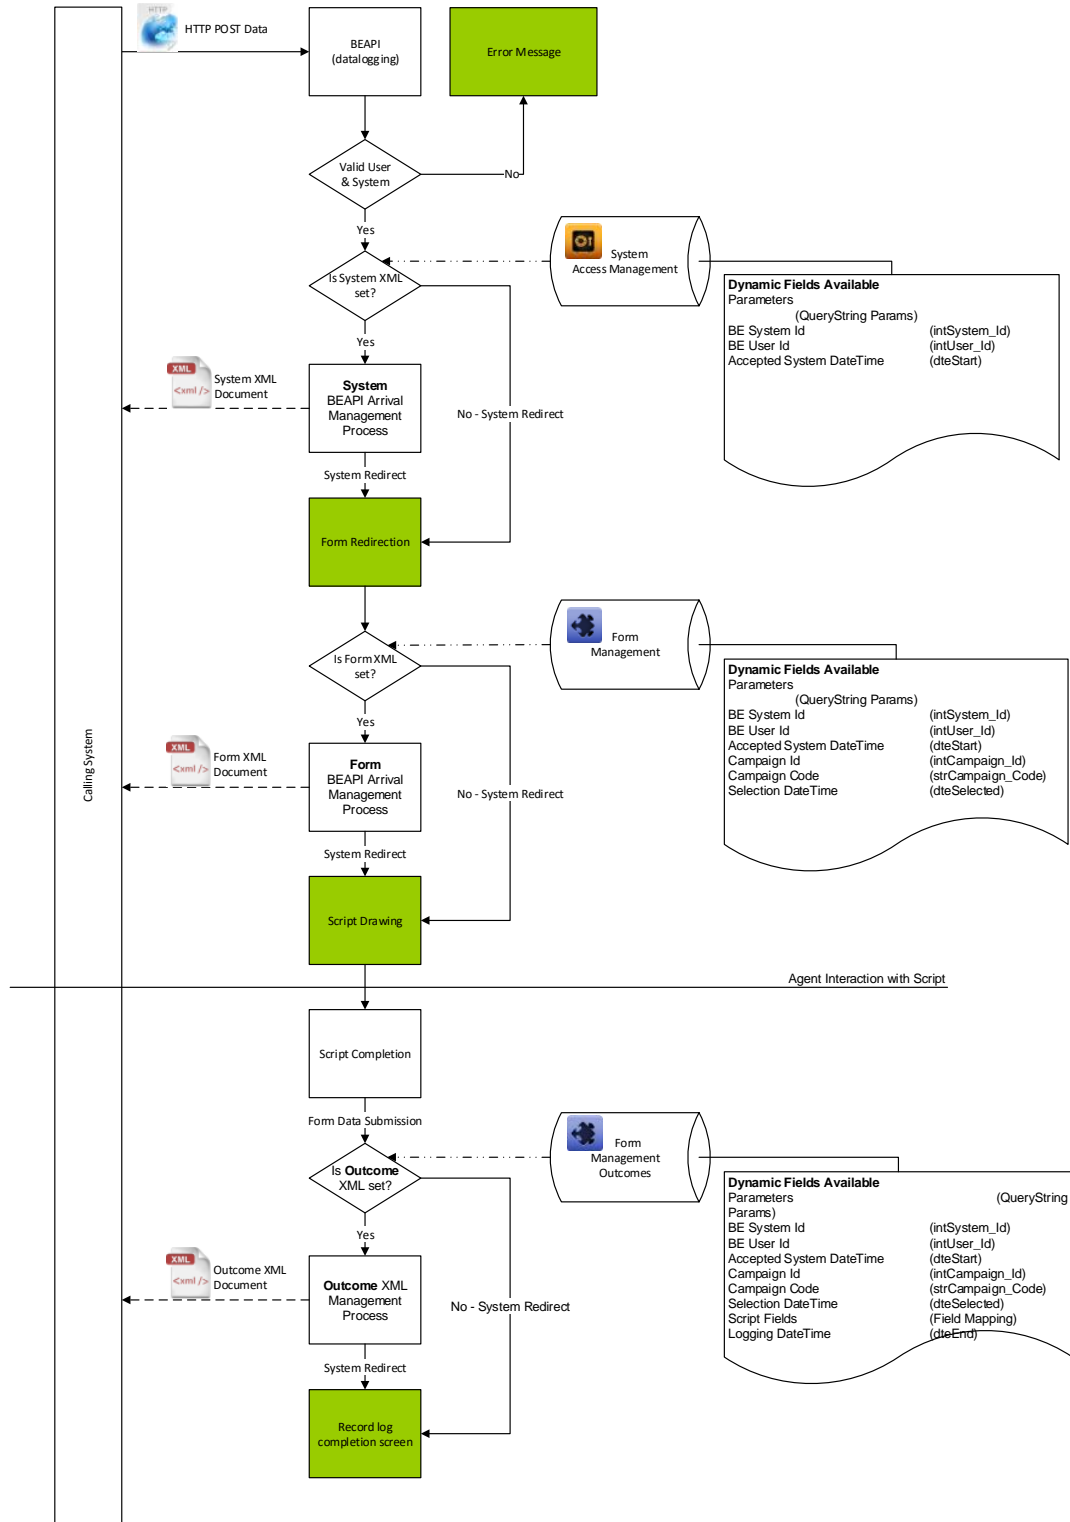 HTTP
HTTP POST Data
BEAPI
(datalogging)
Error Message
Valid User
& System
No
Yes
System
Access Management
Is System XML
set?
Dynamic Fields Available
Parameters
(QueryString Params)
BE System Id (intSystem_Id)
BE User Id (intUser_Id)
Accepted System DateTime (dteStart)
Yes
XML
<xml />
System XML
Document
System
BEAPI Arrival
Management
Process
No - System Redirect
System Redirect
Form Redirection
Form
Management
Is Form XML
set?
Dynamic Fields Available
Parameters
(QueryString Params)
BE System Id (intSystem_Id)
BE User Id (intUser_Id)
Accepted System DateTime (dteStart)
Campaign Id (intCampaign_Id)
Campaign Code (strCampaign_Code)
Selection DateTime (dteSelected)
Yes
Calling System
XML
<xml />
Form XML
Document
Form
BEAPI Arrival
Management
Process
No - System Redirect
System Redirect
Script Drawing
Agent Interaction with Script
Script Completion
Form Data Submission
Form
Management
Outcomes
Is Outcome
XML set?
Dynamic Fields Available
Parameters (QueryString
Params)
BE System Id (intSystem_Id)
BE User Id (intUser_Id)
Accepted System DateTime (dteStart)
Campaign Id (intCampaign_Id)
Campaign Code (strCampaign_Code)
Selection DateTime (dteSelected)
Script Fields (Field Mapping)
Logging DateTime (dteEnd)
Yes
XML
<xml />
Outcome XML
Document
Outcome XML
Management
Process
No - System Redirect
System Redirect
Record log
completion screen